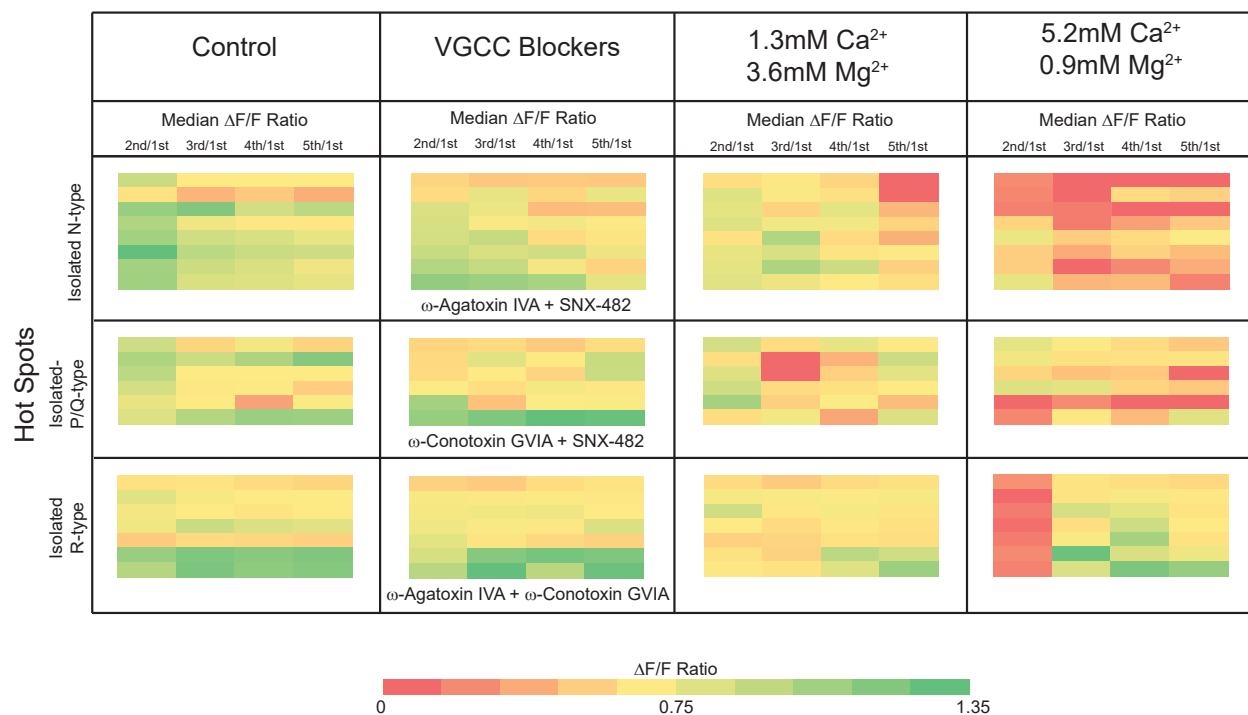 Control
VGCC Blockers
1.3mM Ca²⁺
3.6mM Mg²⁺
5.2mM Ca²⁺
0.9mM Mg²⁺
Median ΔF/F Ratio
Median ΔF/F Ratio
Median ΔF/F Ratio
Median ΔF/F Ratio
2nd/1st 3rd/1st 4th/1st 5th/1st
2nd/1st 3rd/1st 4th/1st 5th/1st
2nd/1st 3rd/1st 4th/1st 5th/1st
2nd/1st 3rd/1st 4th/1st 5th/1st
Hot Spots
Isolated N-type
ω-Agatoxin IVA + SNX-482
Isolated-
P/Q-type
ω-Conotoxin GVIA + SNX-482
Isolated
R-type
ω-Agatoxin IVA + ω-Conotoxin GVIA
ΔF/F Ratio
0 0.75 1.35